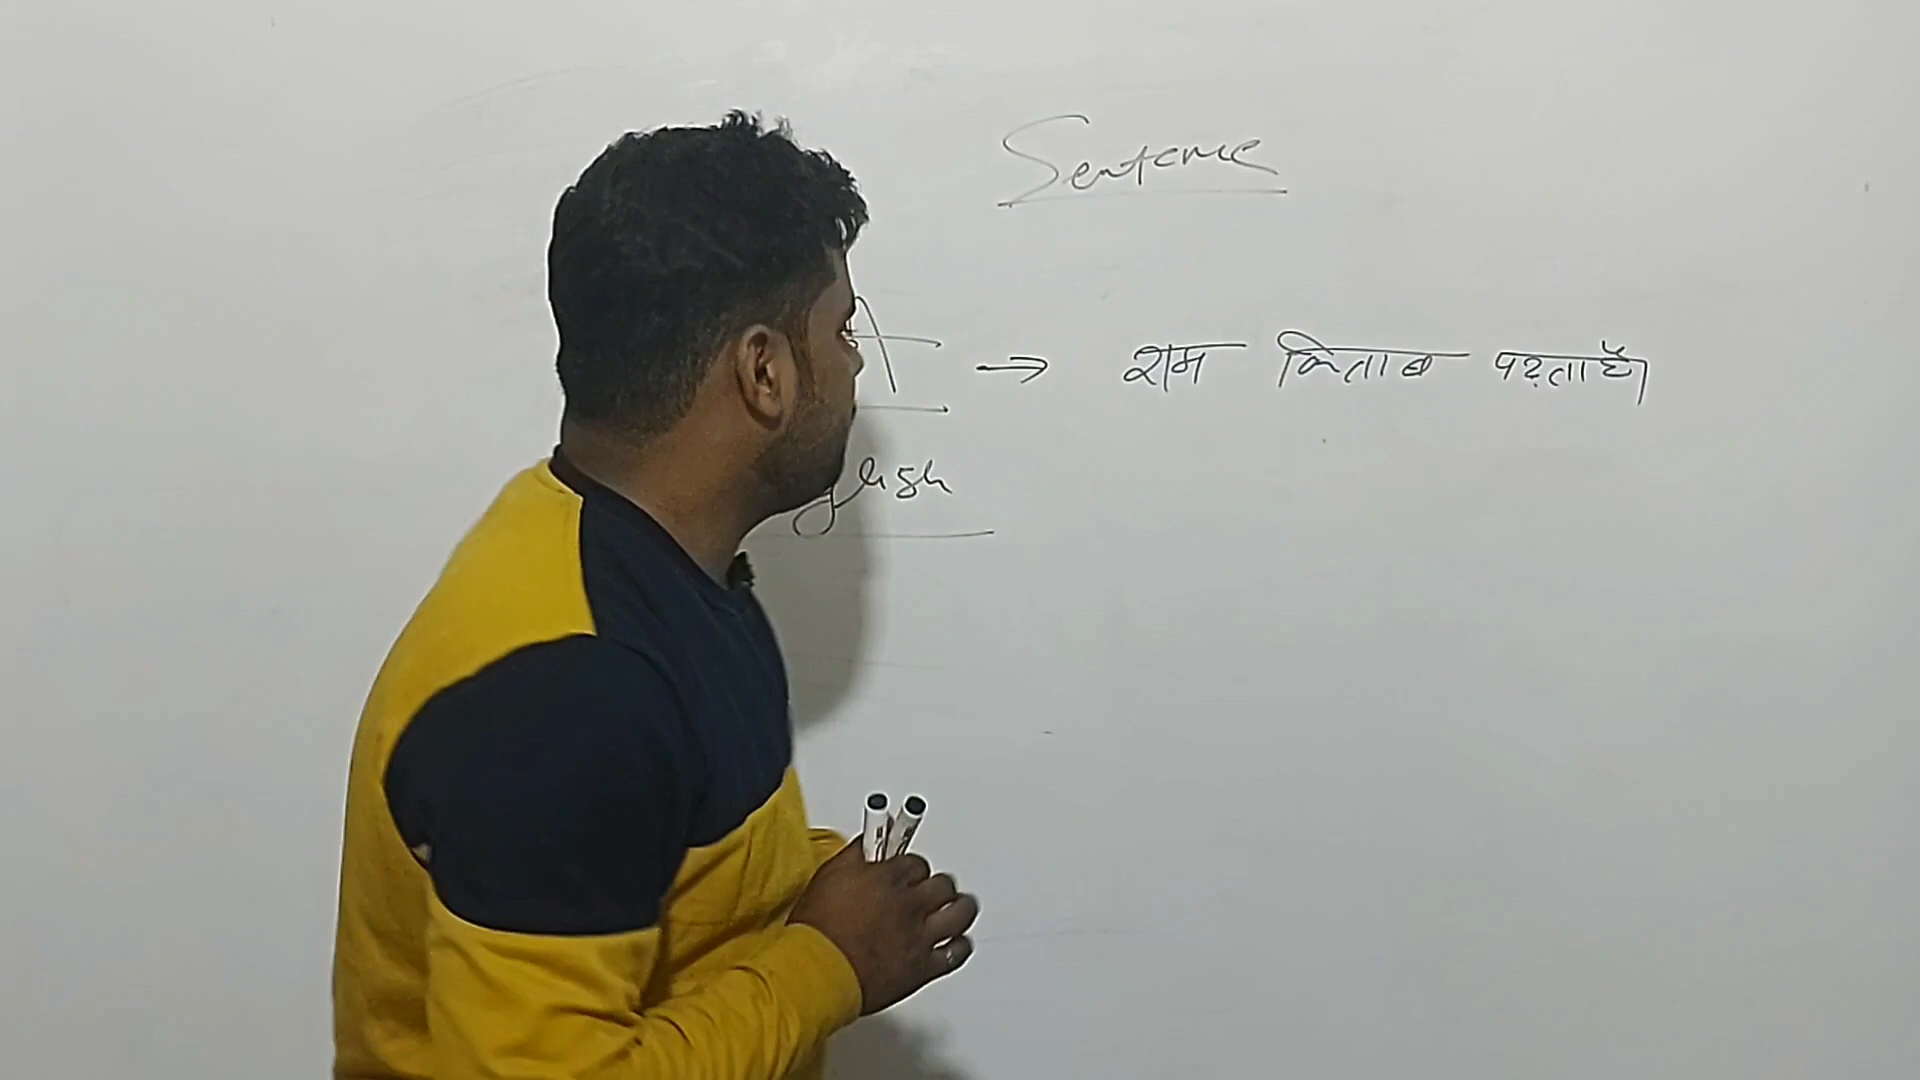 Sentence
A → राम किताब पढ़ता है।
glish